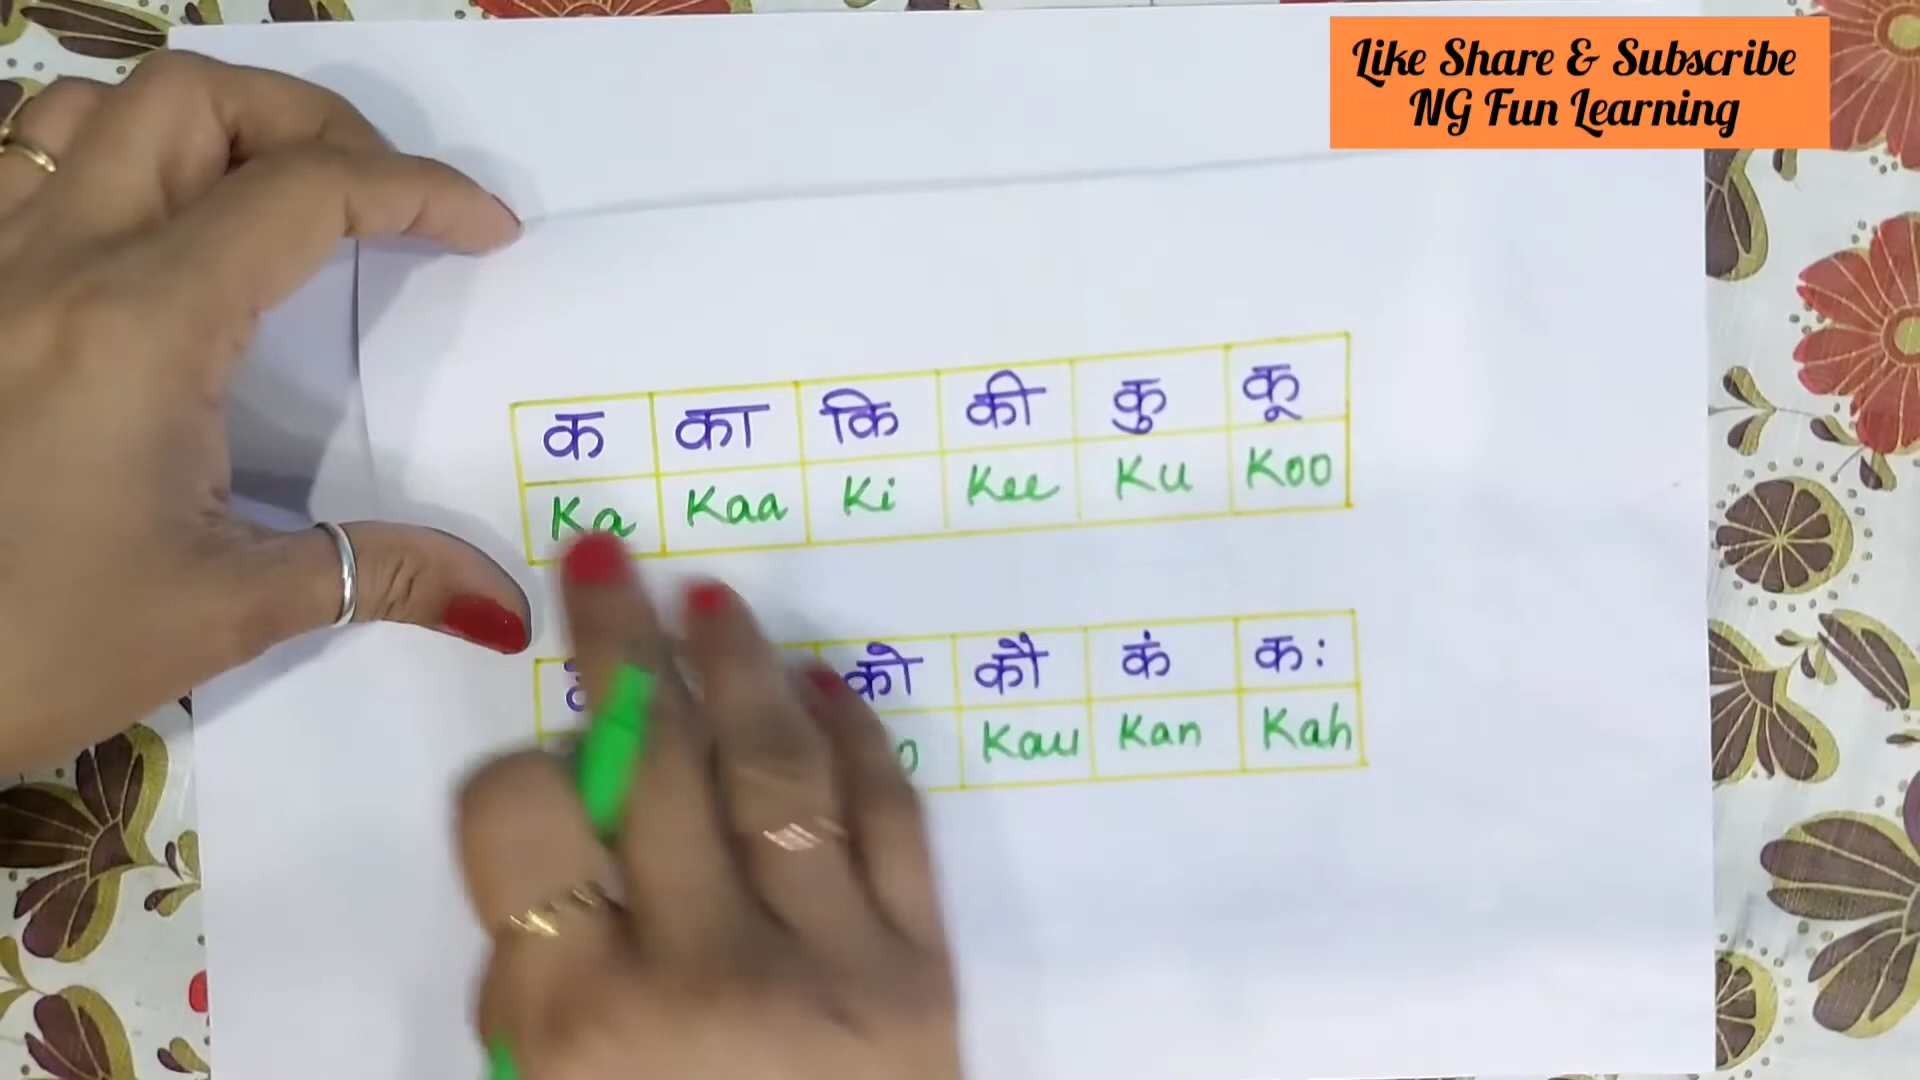 Like Share & Subscribe
NG Fun Learning
क का कि की कु कू
Ka Kaa Ki Kee Ku Koo
को कौ कं क:
Kau Kan Kah